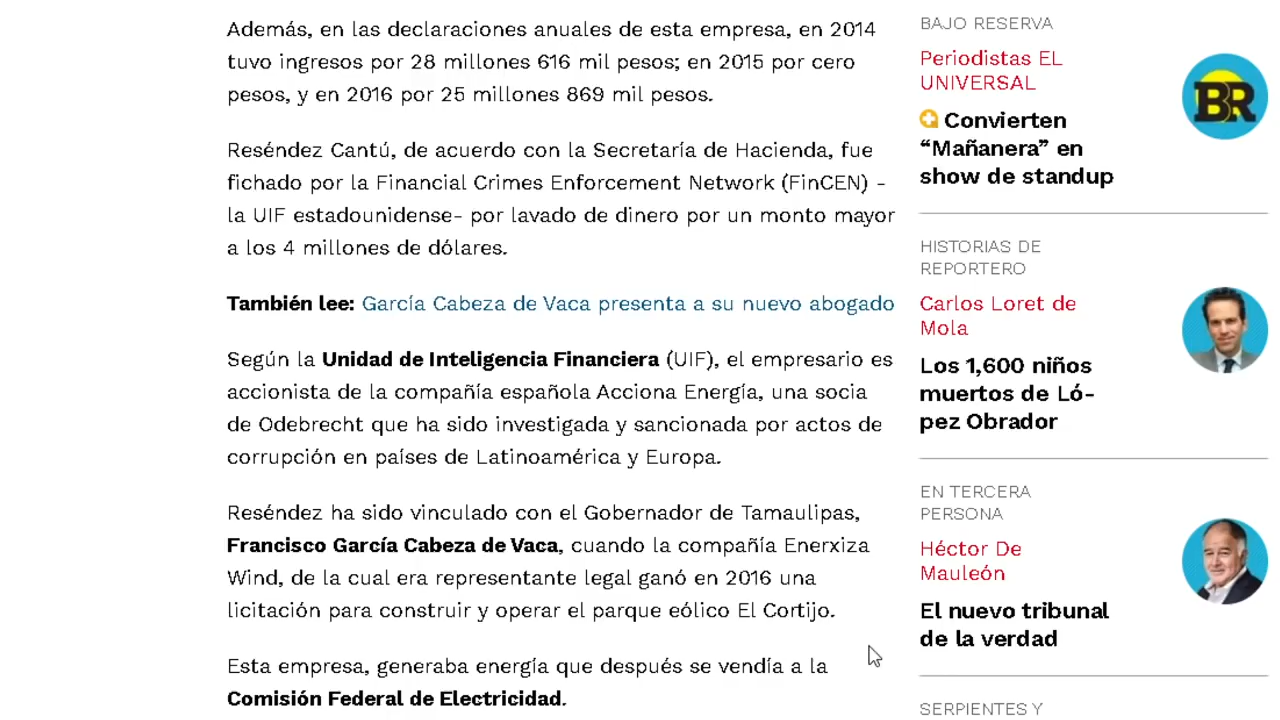 Además, en las declaraciones anuales de esta empresa, en 2014
tuvo ingresos por 28 millones 616 mil pesos; en 2015 por cero
pesos, y en 2016 por 25 millones 869 mil pesos.
Reséndez Cantú, de acuerdo con la Secretaría de Hacienda, fue
fichado por la Financial Crimes Enforcement Network (FinCEN) -
la UIF estadounidense- por lavado de dinero por un monto mayor
a los 4 millones de dólares.
También lee: García Cabeza de Vaca presenta a su nuevo abogado
Según la Unidad de Inteligencia Financiera (UIF), el empresario es
accionista de la compañía española Acciona Energía, una socia
de Odebrecht que ha sido investigada y sancionada por actos de
corrupción en países de Latinoamérica y Europa.
Reséndez ha sido vinculado con el Gobernador de Tamaulipas,
Francisco García Cabeza de Vaca, cuando la compañía Enerxiza
Wind, de la cual era representante legal ganó en 2016 una
licitación para construir y operar el parque eólico El Cortijo.
Esta empresa, generaba energía que después se vendía a la
Comisión Federal de Electricidad.
BAJO RESERVA
Periodistas EL
UNIVERSAL
Convierten
“Mañanera” en
show de standup
BR
HISTORIAS DE
REPORTERO
Carlos Loret de
Mola
Los 1,600 niños
muertos de Ló-
pez Obrador
EN TERCERA
PERSONA
Héctor De
Mauleón
El nuevo tribunal
de la verdad
SERPIENTES Y